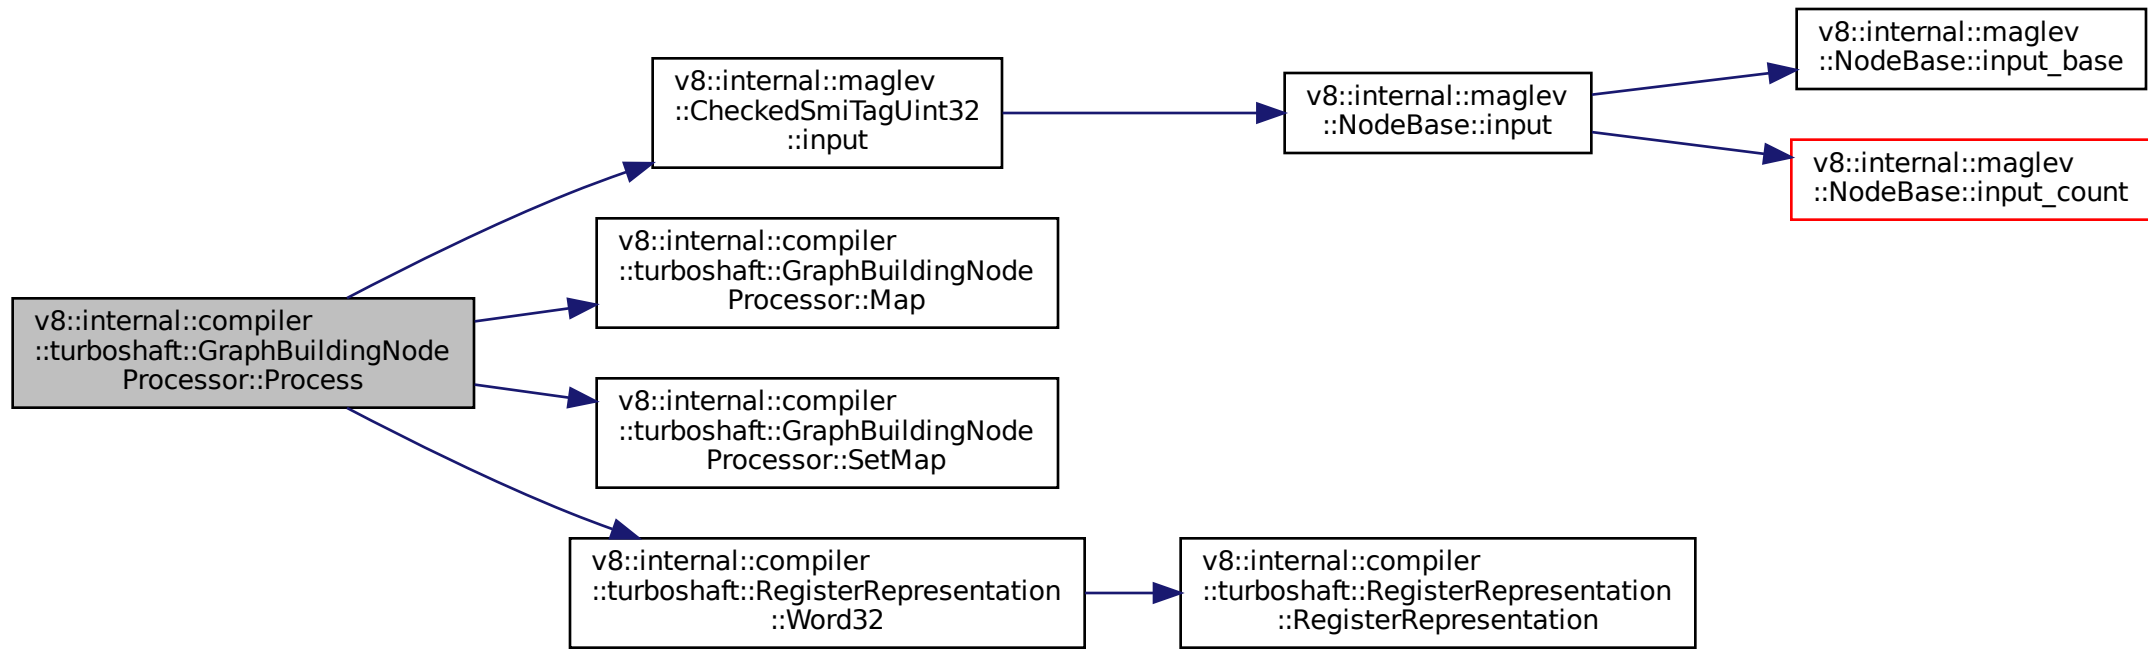 v8::internal::compiler
::turboshaft::GraphBuildingNode
Processor::Process
v8::internal::maglev
::CheckedSmiTagUint32
::input
v8::internal::maglev
::NodeBase::input
v8::internal::maglev
::NodeBase::input_base
v8::internal::maglev
::NodeBase::input_count
v8::internal::compiler
::turboshaft::GraphBuildingNode
Processor::Map
v8::internal::compiler
::turboshaft::GraphBuildingNode
Processor::SetMap
v8::internal::compiler
::turboshaft::RegisterRepresentation
::Word32
v8::internal::compiler
::turboshaft::RegisterRepresentation
::RegisterRepresentation